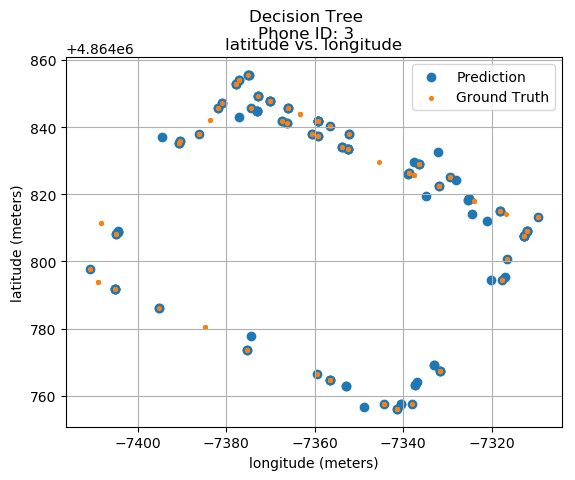 Decision Tree
Phone ID: 3
latitude vs. longitude
+4.864e6
860
840
820
800
780
760
latitude (meters)
Prediction
Ground Truth
−7400
−7380
−7360
−7340
−7320
longitude (meters)